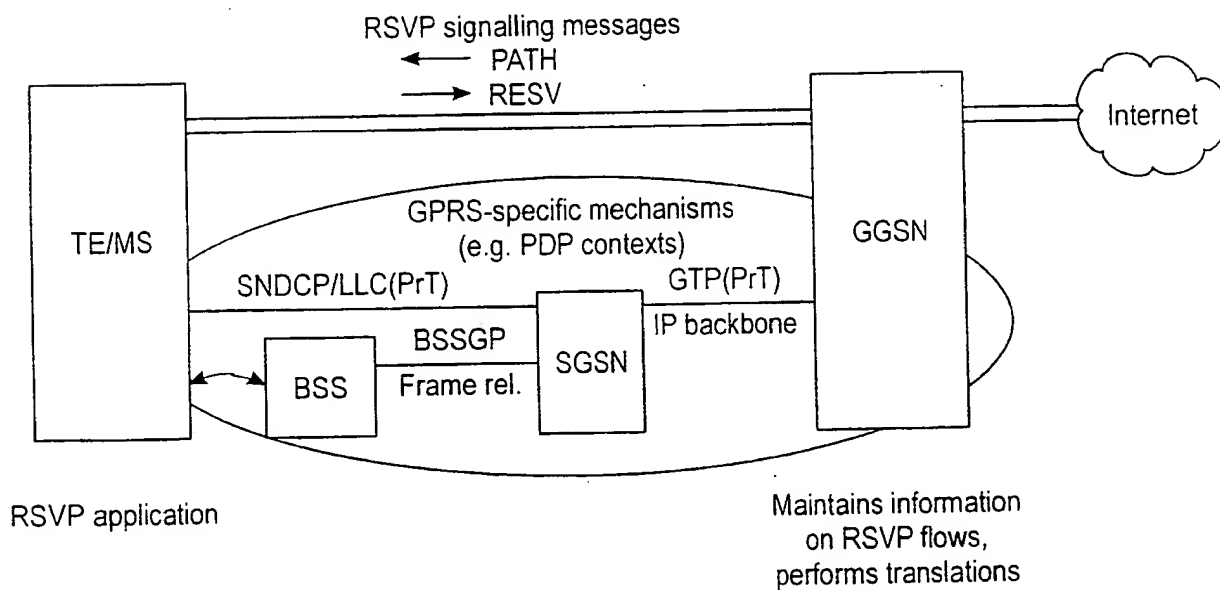 RSVP signalling messages
PATH
RESV
Internet
TE/MS
GPRS-specific mechanisms
(e.g. PDP contexts)
GGSN
SNDCP/LLC(PrT)
GTP(PrT)
IP backbone
BSSGP
SGSN
BSS
Frame rel.
RSVP application
Maintains information
on RSVP flows,
performs translations